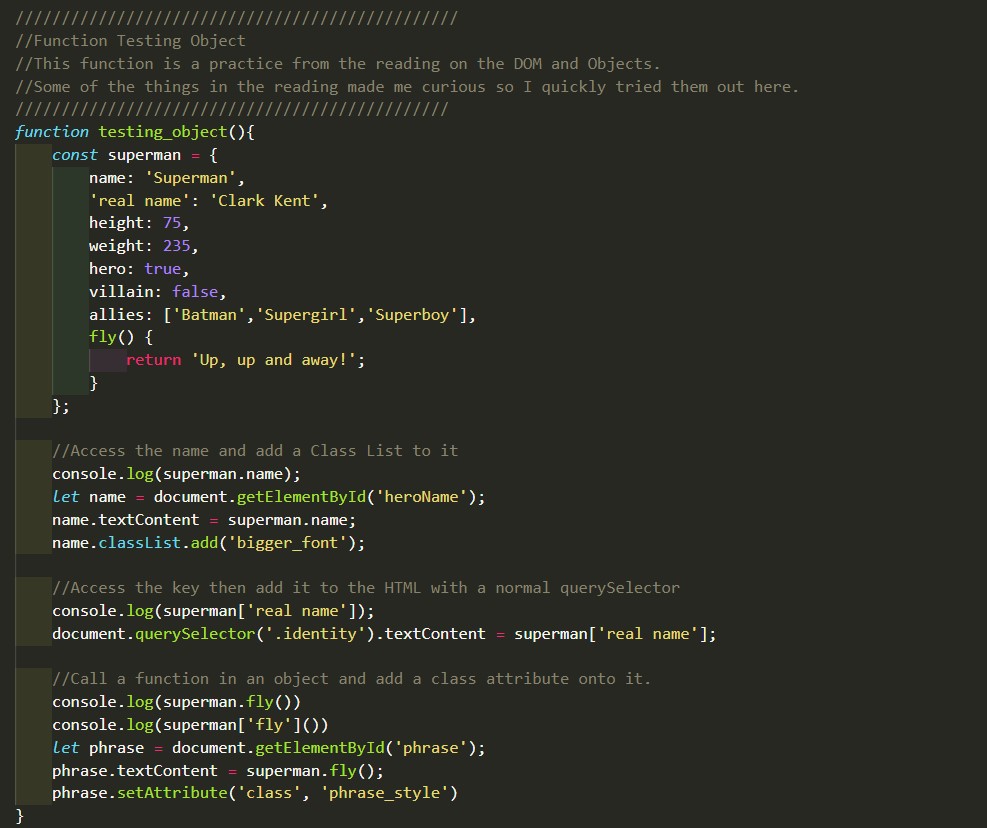 ////////////////////////////////////////////////
//Function Testing Object
//This function is a practice from the reading on the DOM and Objects.
//Some of the things in the reading made me curious so I quickly tried them out here.
///////////////////////////////////////////////
function testing_object(){
    const superman = {
        name: 'Superman',
        'real name': 'Clark Kent',
        height: 75,
        weight: 235,
        hero: true,
        villain: false,
        allies: ['Batman','Supergirl','Superboy'],
        fly() {
            return 'Up, up and away!';
        }
    };

    //Access the name and add a Class List to it
    console.log(superman.name);
    let name = document.getElementById('heroName');
    name.textContent = superman.name;
    name.classList.add('bigger_font');

    //Access the key then add it to the HTML with a normal querySelector
    console.log(superman['real name']);
    document.querySelector('.identity').textContent = superman['real name'];

    //Call a function in an object and add a class attribute onto it.
    console.log(superman.fly())
    console.log(superman['fly']())
    let phrase = document.getElementById('phrase');
    phrase.textContent = superman.fly();
    phrase.setAttribute('class', 'phrase_style')
}